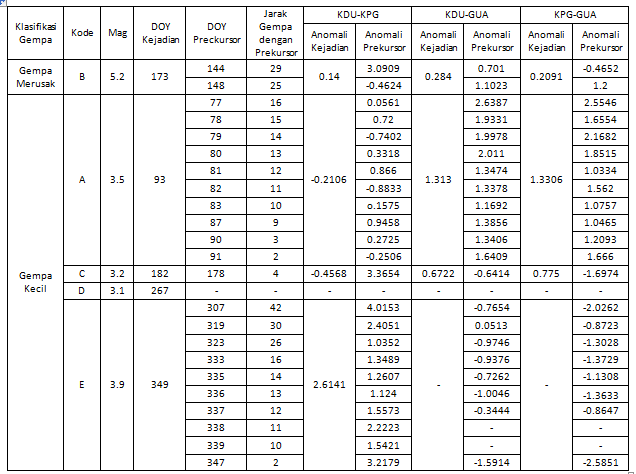 Klasifikasi Gempa Kode Mag DOY Kejadian DOY Preckursor Jarak Gempa dengan Prekursor KDU-KPG KDU-GUA KPG-GUA
Anomali Kejadian Anomali Prekursor Anomali Kejadian Anomali Prekursor Anomali Kejadian Anomali Prekursor
Gempa Merusak B 5.2 173 144 29 0.14 3.0909 0.284 0.701 0.2091 -0.4652
148 25 -0.4624 1.1023 1.2
Gempa Kecil A 3.5 93 77 16 -0.2106 0.0561 1.313 2.6387 1.3306 2.5546
78 15 0.72 1.9331 1.6554
79 14 -0.7402 1.9978 2.1682
80 13 0.3318 2.011 1.8515
81 12 0.866 1.3474 1.0334
82 11 -0.8833 1.3378 1.562
83 10 o.1575 1.1692 1.0757
87 9 0.9458 1.3856 1.0465
90 3 0.2725 1.3406 1.2093
91 2 -0.2506 1.6409 1.666
C 3.2 182 178 4 -0.4568 3.3654 0.6722 -0.6414 0.775 -1.6974
D 3.1 267 - - - - - - - -
E 3.9 349 307 42 2.6141 4.0153 - -0.7654 - -2.0262
319 30 2.4051 0.0513 -0.8723
323 26 1.0352 -0.9746 -1.3028
333 16 1.3489 -0.9376 -1.3729
335 14 1.2607 -0.7262 -1.1308
336 13 1.124 -1.0046 -1.3633
337 12 1.5573 -0.3444 -0.8647
338 11 2.2223 - -
339 10 1.5421 - -
347 2 3.2179 -1.5914 -2.5851